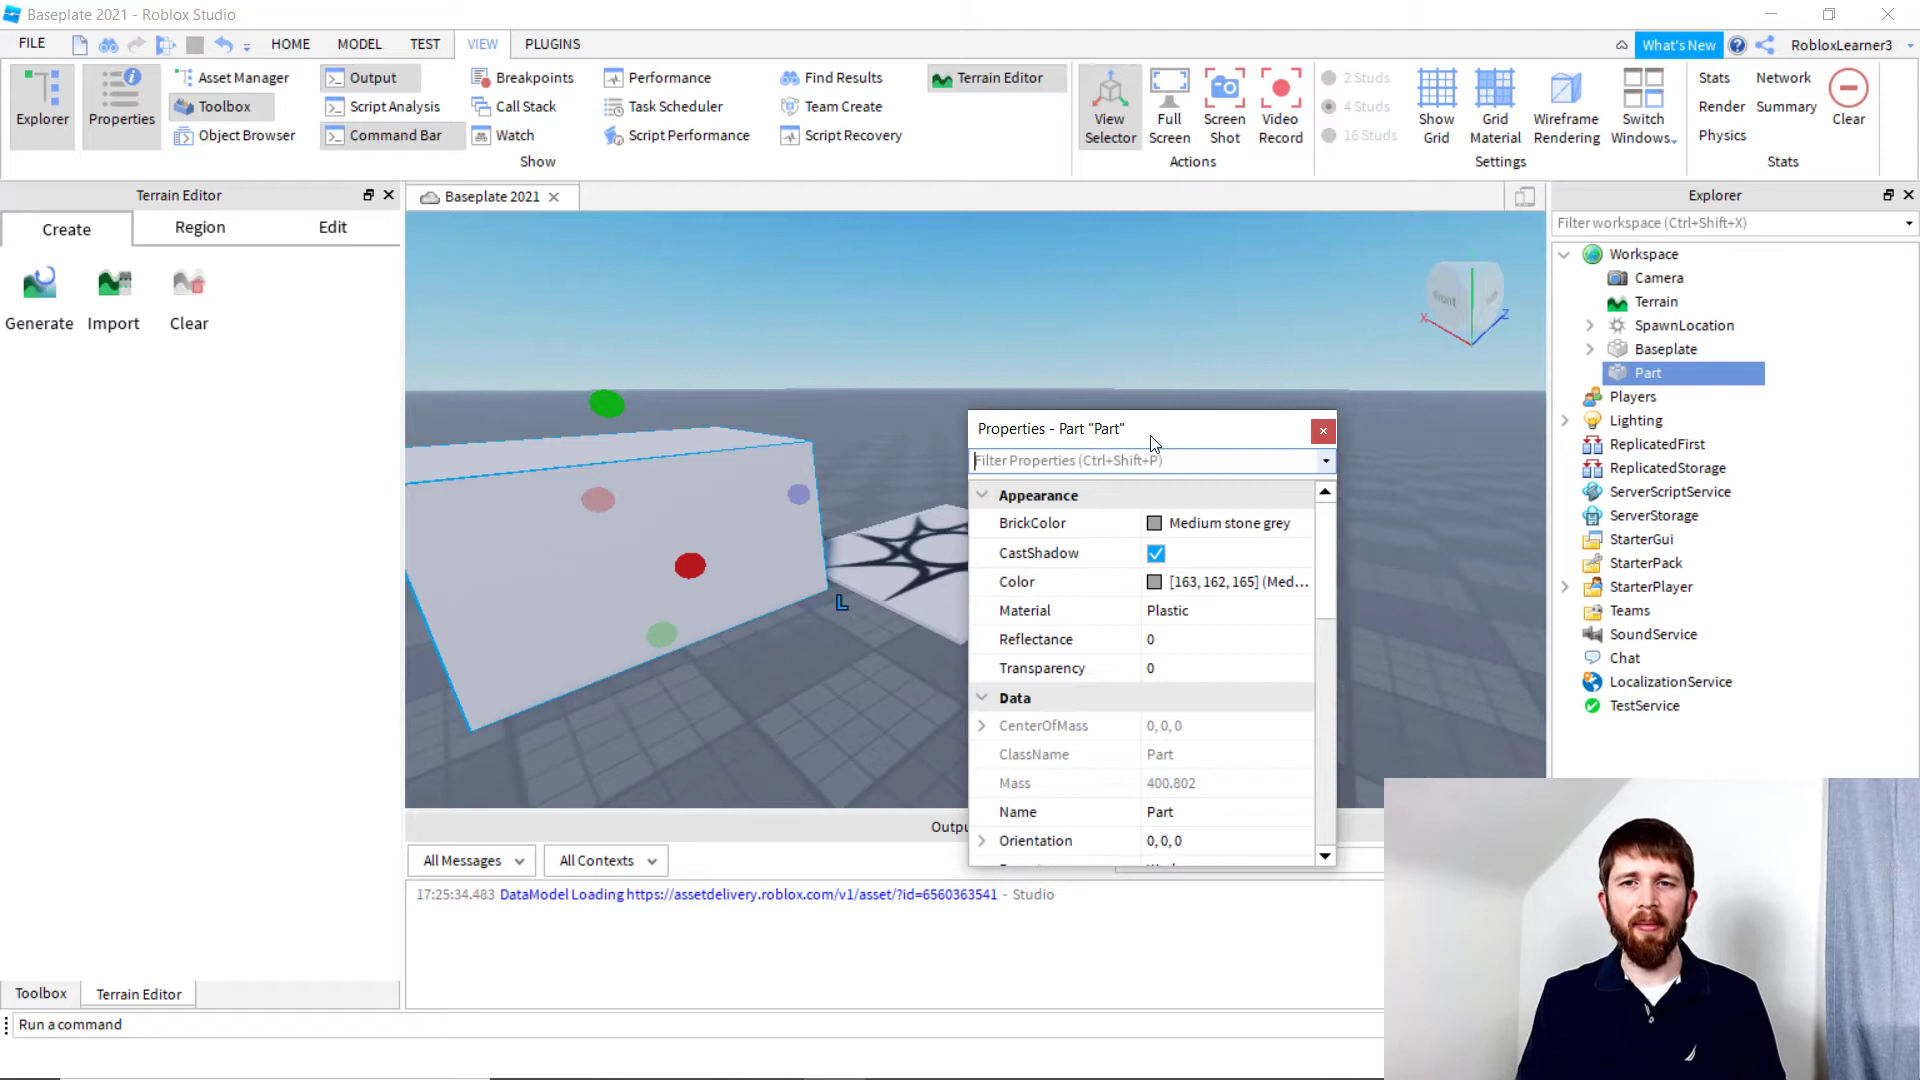 Baseplate 2021 - Roblox Studio
FILE
HOME
MODEL
TEST
VIEW
PLUGINS
What's New
RobloxLearner3
Explorer
Properties
Asset Manager
Toolbox
Object Browser
Output
Script Analysis
Command Bar
Breakpoints
Call Stack
Watch
Performance
Task Scheduler
Script Performance
Find Results
Team Create
Script Recovery
Terrain Editor
Show
View
Selector
Full
Screen
Screen
Shot
Video
Record
Actions
2 Studs
4 Studs
16 Studs
Show
Grid
Grid
Material
Wireframe
Rendering
Switch
Windows
Settings
Stats
Network
Render
Summary
Physics
Clear
Stats
Terrain Editor
Create
Region
Edit
Generate
Import
Clear
Baseplate 2021
Front
X
Z
L
Properties - Part "Part"
Filter Properties (Ctrl+Shift+P)
Appearance
BrickColor Medium stone grey
CastShadow
Color [163, 162, 165] (Med...
Material Plastic
Reflectance 0
Transparency 0
Data
CenterOfMass 0, 0, 0
ClassName Part
Mass 400.802
Name Part
Orientation 0, 0, 0
Explorer
Filter workspace (Ctrl+Shift+X)
Workspace
Camera
Terrain
SpawnLocation
Baseplate
Part
Players
Lighting
ReplicatedFirst
ReplicatedStorage
ServerScriptService
ServerStorage
StarterGui
StarterPack
StarterPlayer
Teams
SoundService
Chat
LocalizationService
TestService
Outpu
All Messages
All Contexts
17:25:34.483 DataModel Loading https://assetdelivery.roblox.com/v1/asset/?id=6560363541 - Studio
Toolbox
Terrain Editor
Run a command